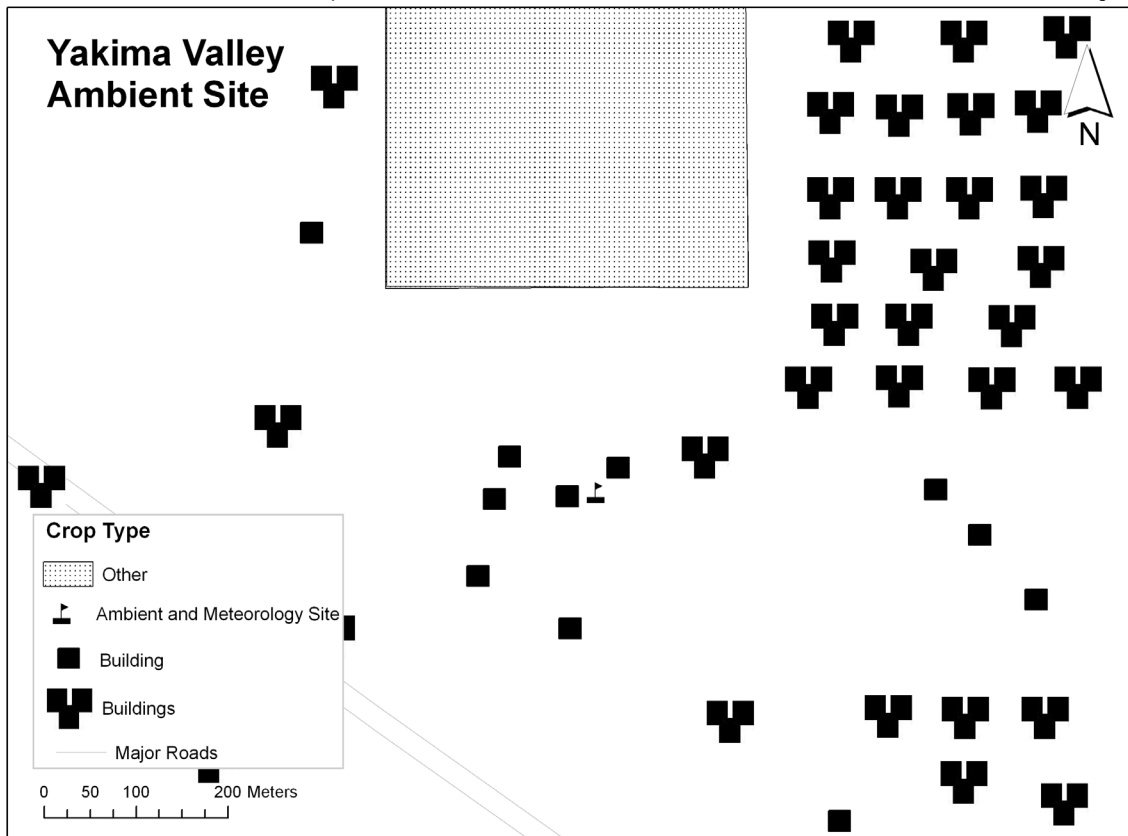 Yakima Valley
Ambient Site
N
Crop Type
Other
Ambient and Meteorology Site
Building
Buildings
Major Roads
0 50 100 200 Meters